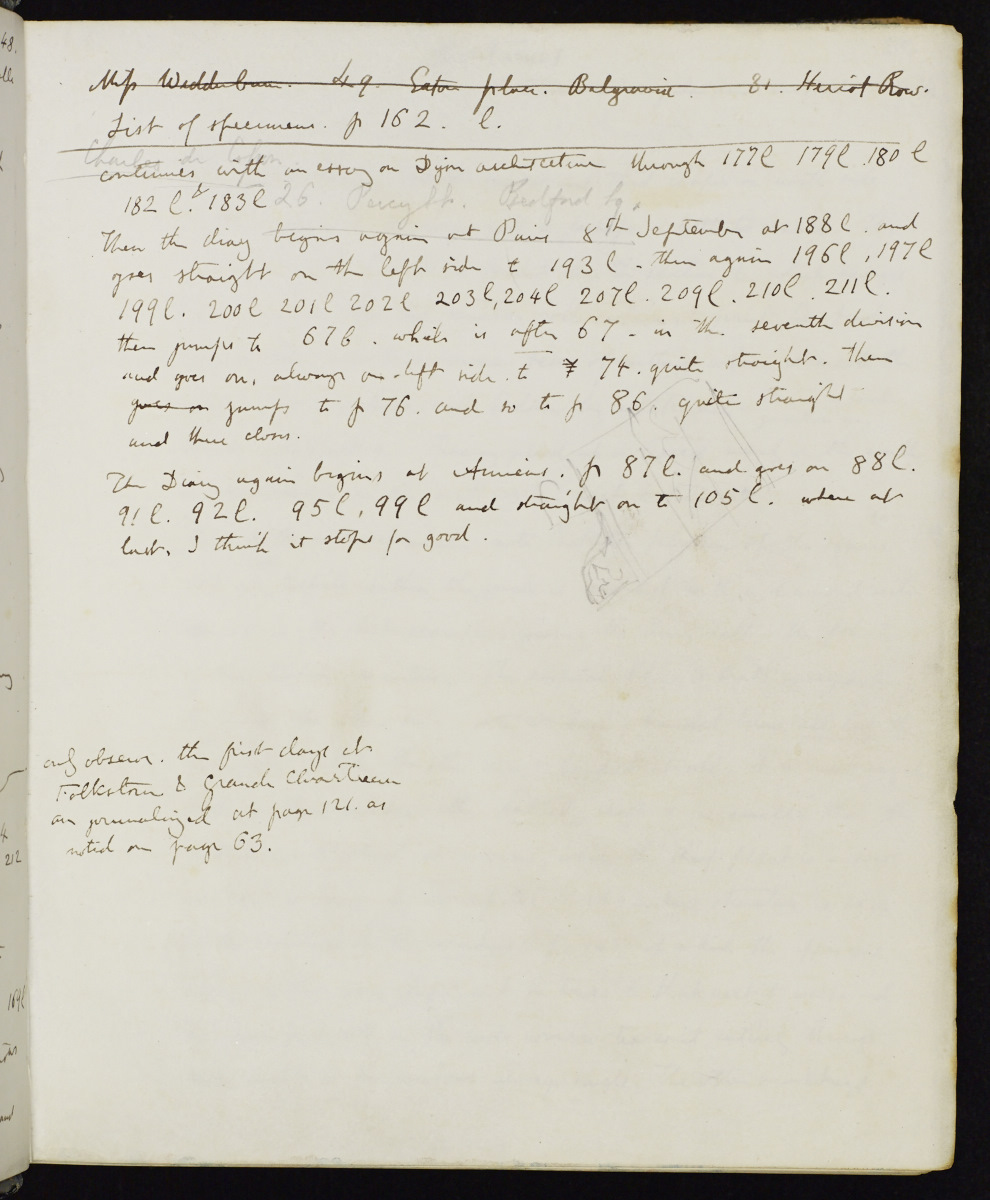 Miss Wedderburn. 49. Eaton place. Belgravia. 81. Heriot Row.
List of specimens. p 162. l.
Charles de
continues with an essay on Dijon architecture through 177l 179l .180l
182 l. & 183l
26. Percy St. Bedford Sq.
Then the diary begins again at Paris 8th September at 188l. and
goes straight on the left side to 193l - then again 196l, 197l
199l. 200l 201l 202l 203l, 204l 207l. 209l. 210l. 211l.
then jumps to 67b. which is after 67 - in the seventh division
and goes on, always on left side. to 74. quite straight. Then
goes on jumps to p 76. and so to p 86. quite straight
and there closes.
The Diary again begins at Amiens. p 87l. and goes on 88l.
91l. 92l. 95l, 99l and straight on to 105l. where at
last, I think it stops for good.
only observe. the first days at
Folkstone & Grande Chartreuse
are journalized at page 121. as
noted on page 63.
48.
4
212
169l
and